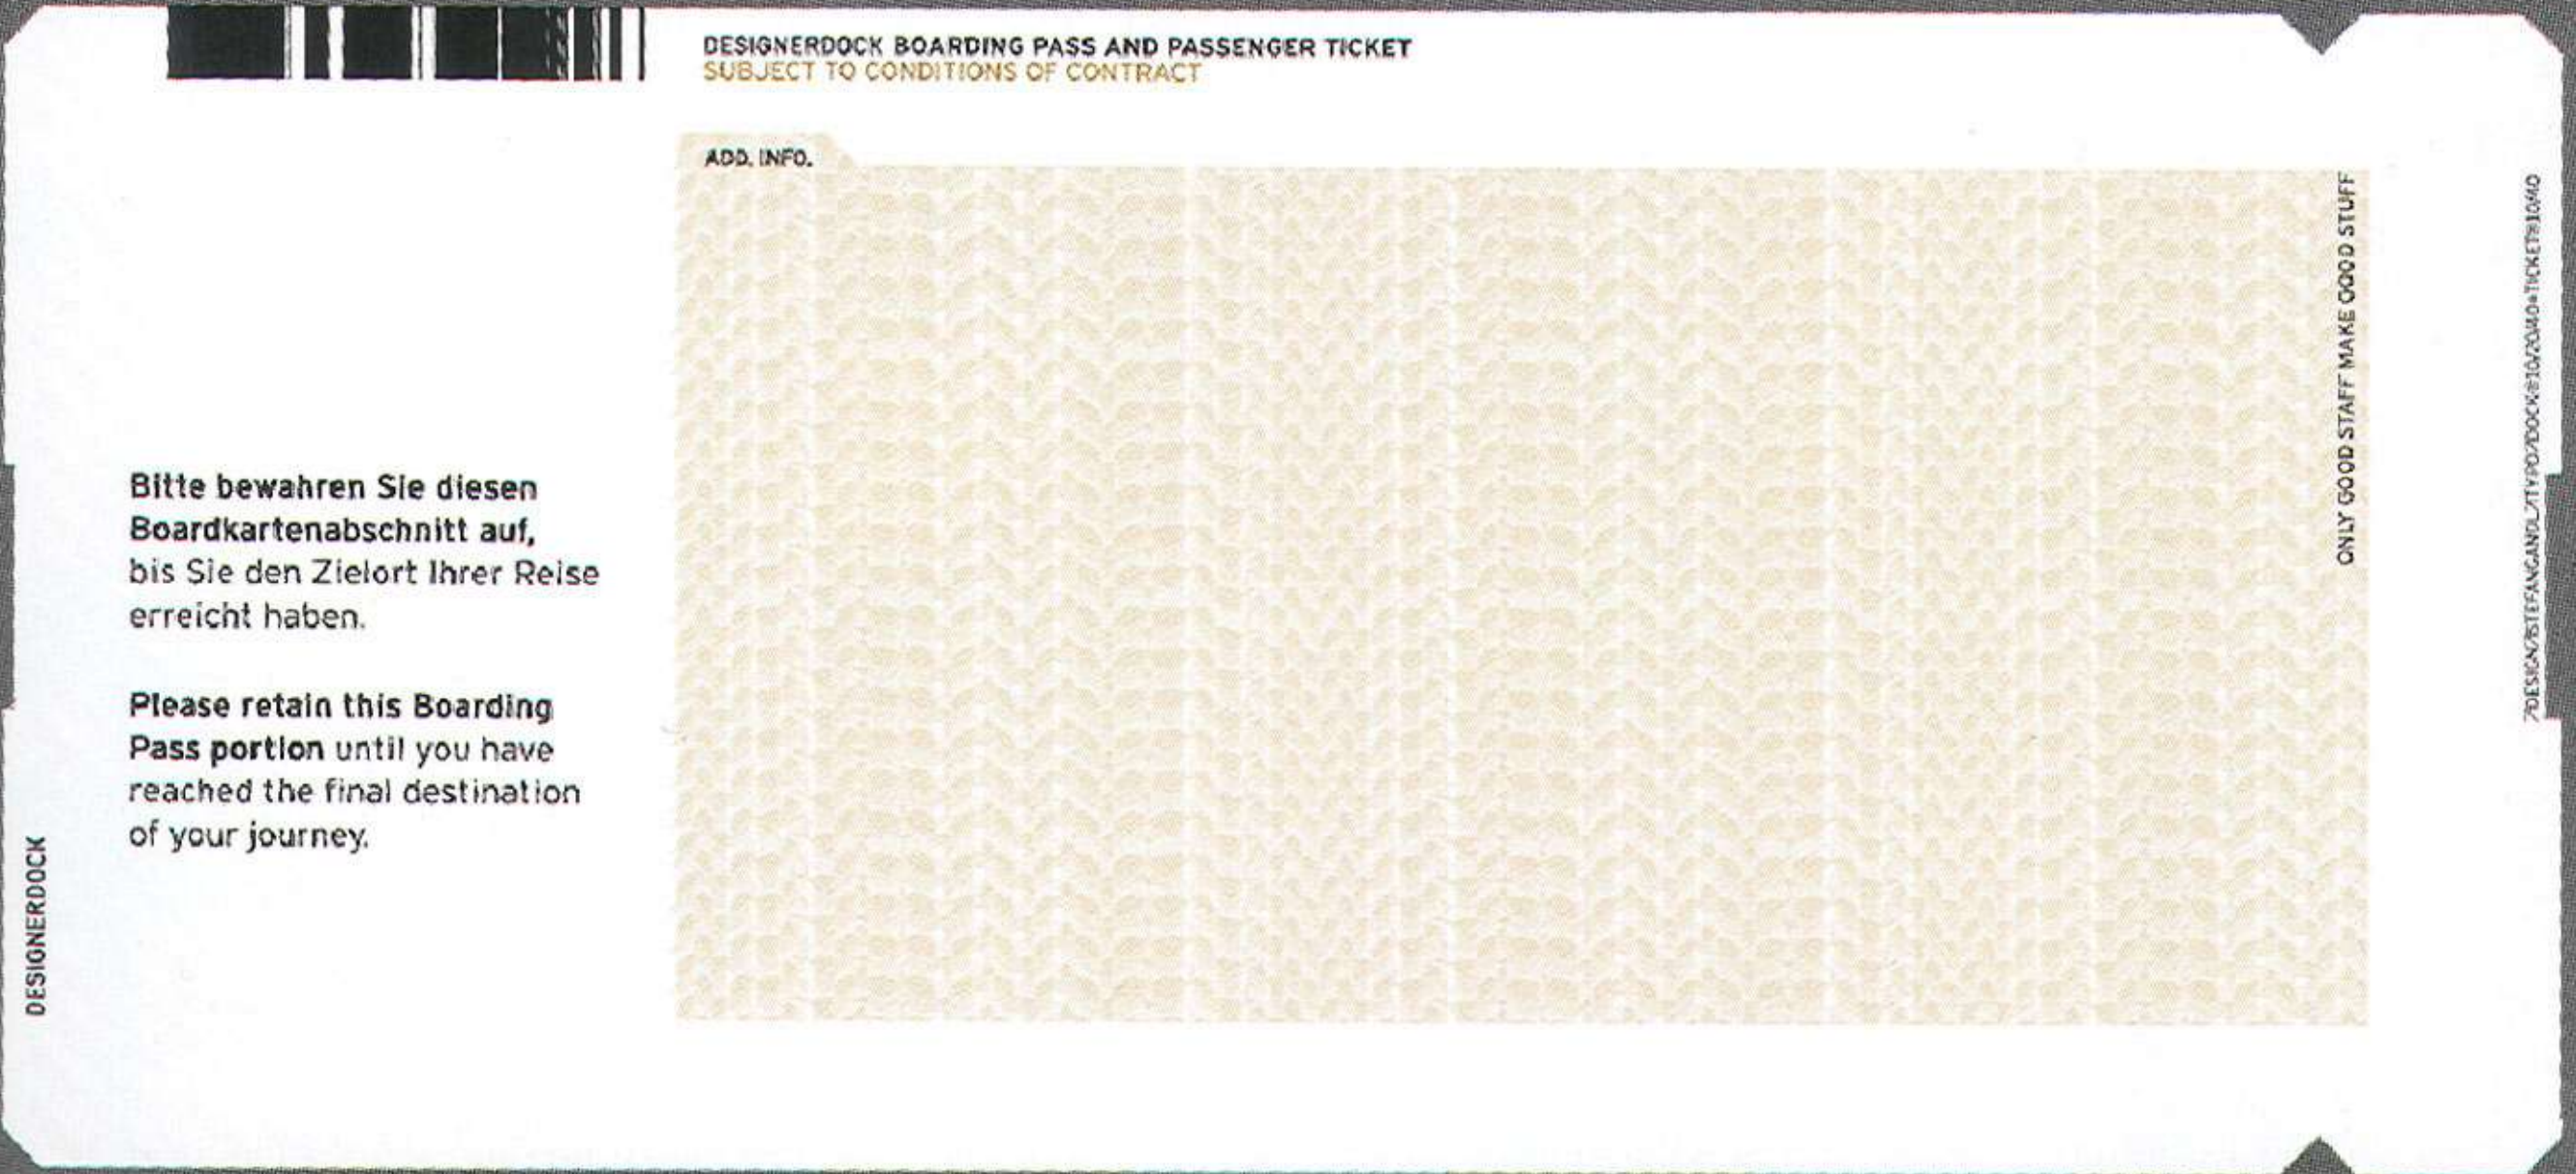 DESIGNERDOCK BOARDING PASS AND PASSENGER TICKET
SUBJECT TO CONDITIONS OF CONTRACT
ADD. INFO.
Bitte bewahren Sie diesen
Boardkartenabschnitt auf,
bis Sie den Zielort Ihrer Reise
erreicht haben.
Please retain this Boarding
Pass portion until you have
reached the final destination
of your journey.
DESIGNERDOCK
ONLY GOOD STAFF MAKE GOOD STUFF